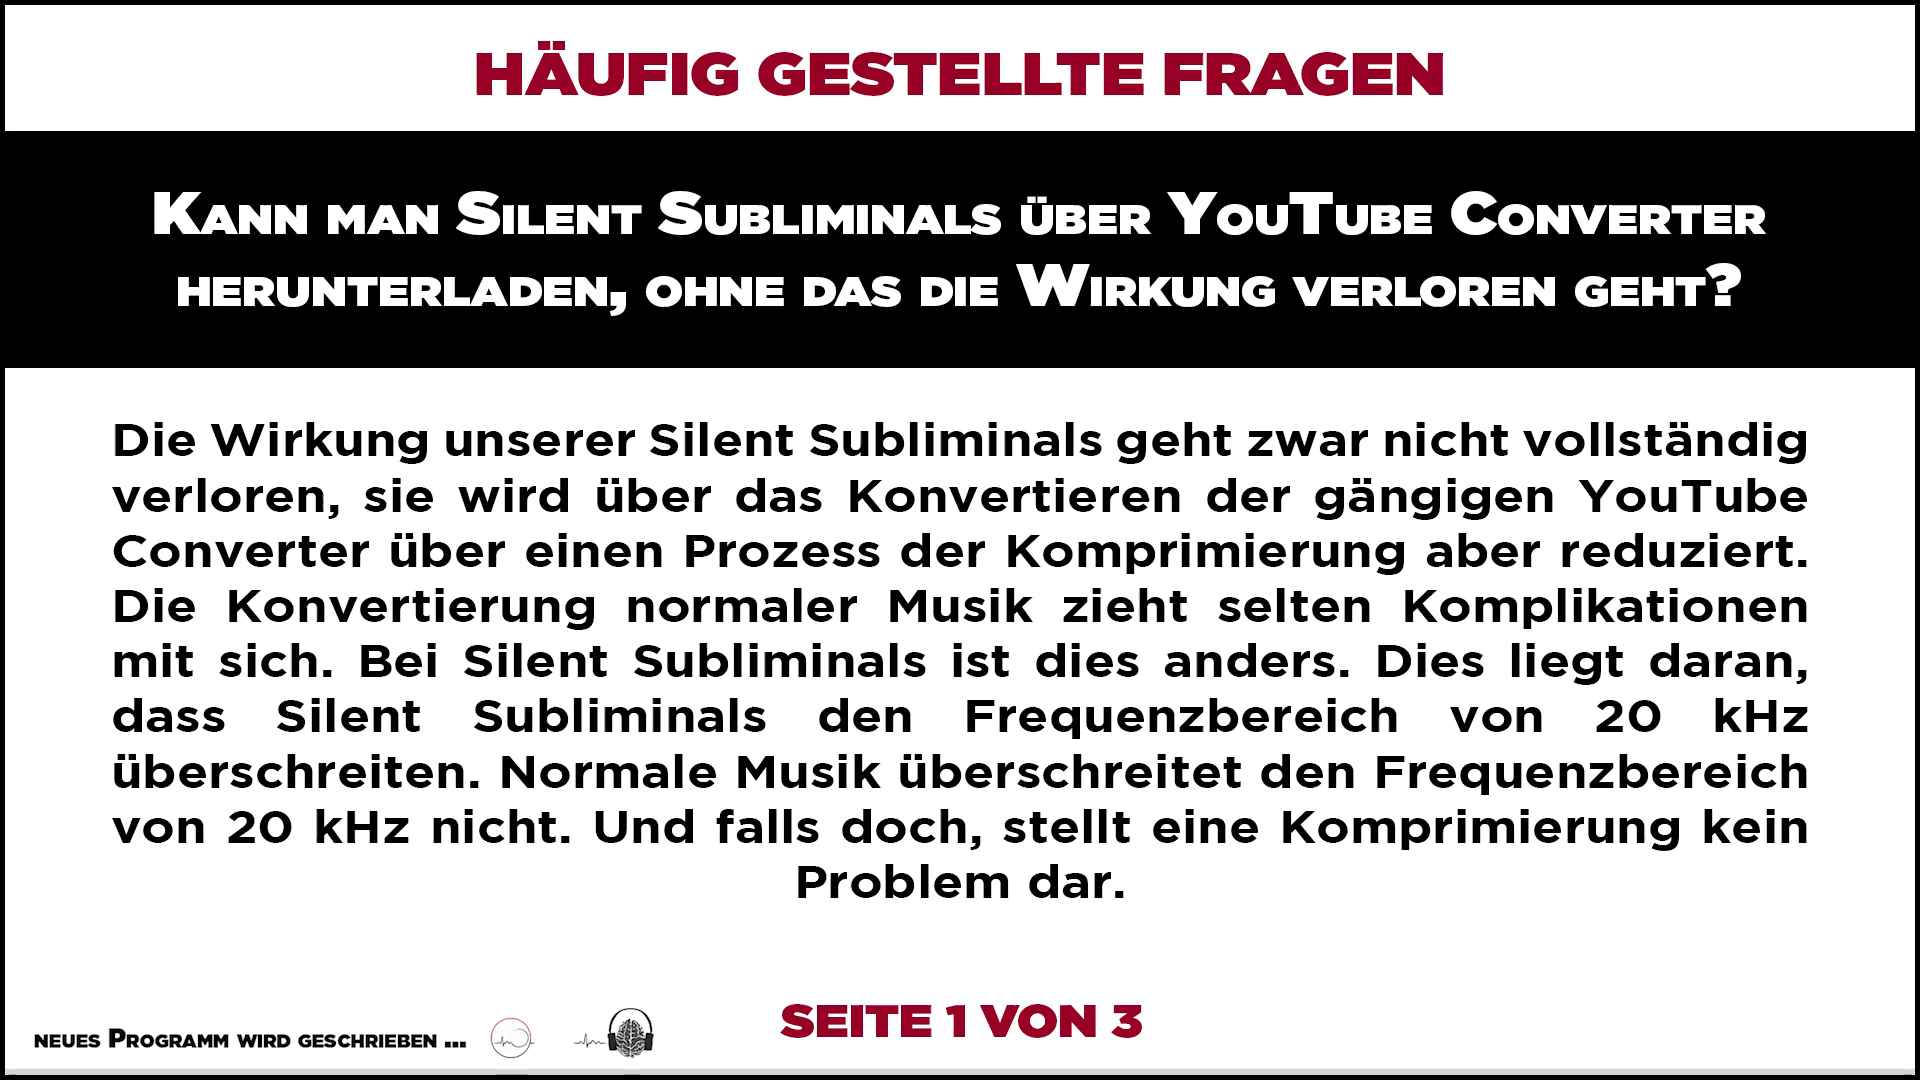 HÄUFIG GESTELLTE FRAGEN
Kann man Silent Subliminals über YouTube Converter
herunterladen, ohne das die Wirkung verloren geht?
Die Wirkung unserer Silent Subliminals geht zwar nicht vollständig
verloren, sie wird über das Konvertieren der gängigen YouTube
Converter über einen Prozess der Komprimierung aber reduziert.
Die Konvertierung normaler Musik zieht selten Komplikationen
mit sich. Bei Silent Subliminals ist dies anders. Dies liegt daran,
dass Silent Subliminals den Frequenzbereich von 20 kHz
überschreiten. Normale Musik überschreitet den Frequenzbereich
von 20 kHz nicht. Und falls doch, stellt eine Komprimierung kein
Problem dar.
SEITE 1 VON 3
neues Programm wird geschrieben ...